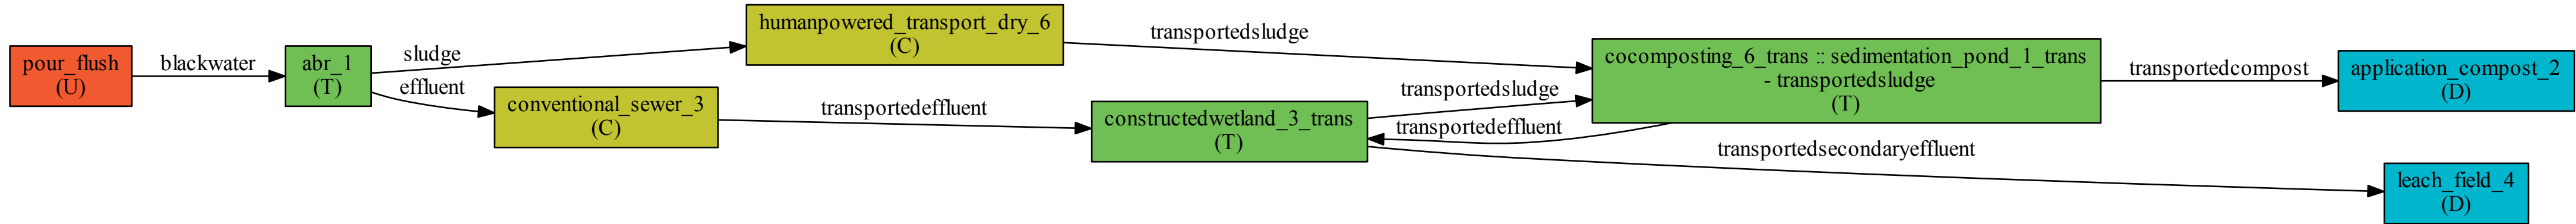 pour_flush
(U)
blackwater
abr_1
(T)
sludge
effluent
humanpowered_transport_dry_6
(C)
conventional_sewer_3
(C)
transportedsludge
transportedeffluent
constructedwetland_3_trans
(T)
transportedsludge
transportedeffluent
cocomposting_6_trans :: sedimentation_pond_1_trans
- transportedsludge
(T)
transportedsecondaryeffluent
transportedcompost
application_compost_2
(D)
leach_field_4
(D)